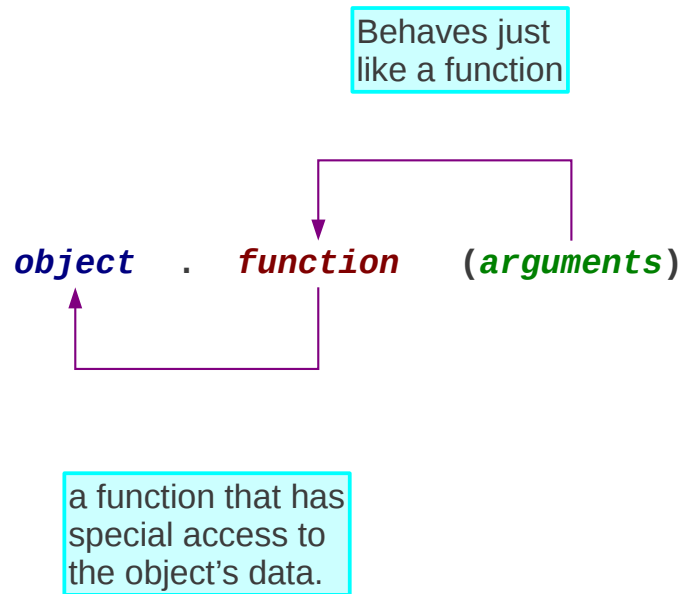 Behaves just
like a function
object . function (arguments)
a function that has
special access to
the object’s data.